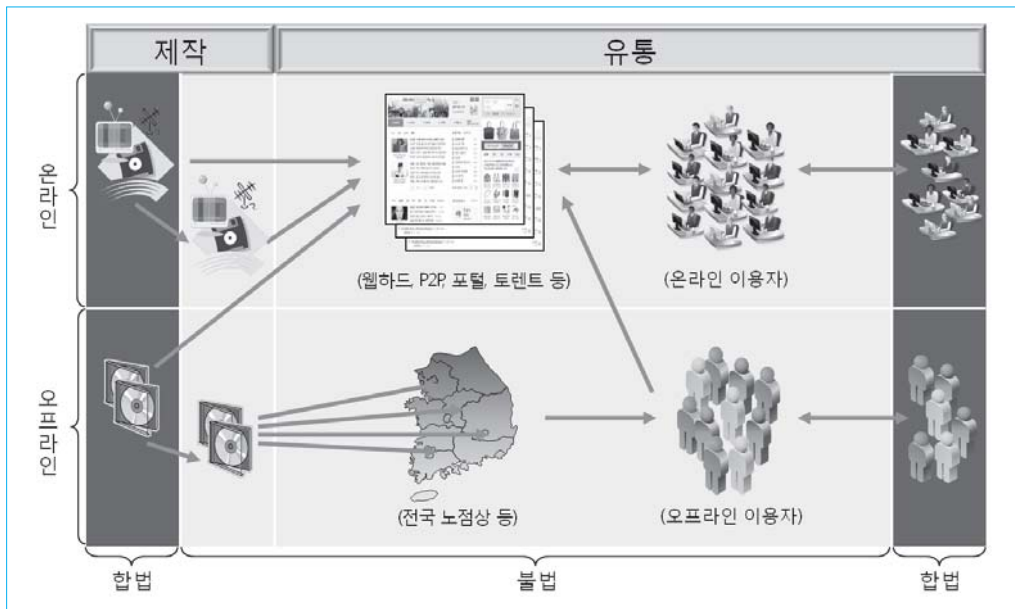 제작
유통
온라인
(웹하드, P2P, 포털, 토렌트 등)
(온라인 이용자)
오프라인
(전국 노점상 등)
(오프라인 이용자)
합법
불법
합법